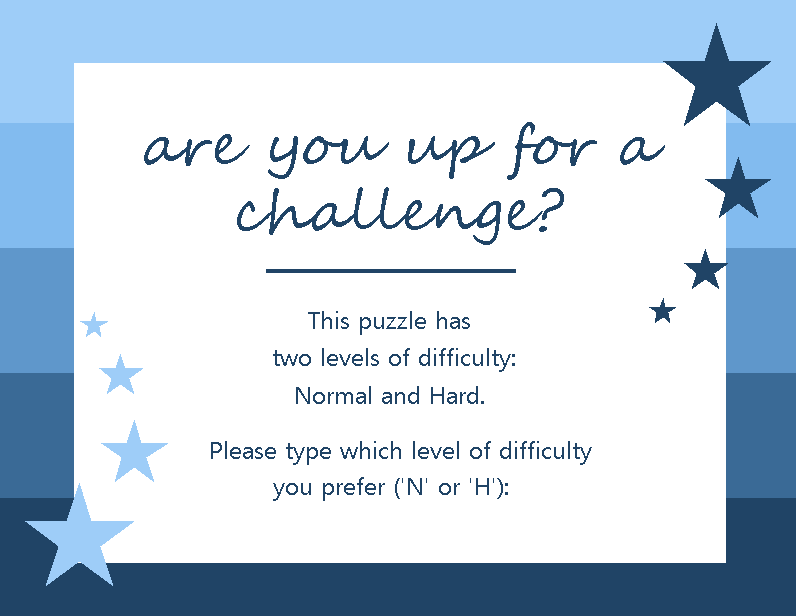 are you up for a
challenge?
This puzzle has
two levels of difficulty:
Normal and Hard.
Please type which level of difficulty
you prefer ('N' or 'H'):